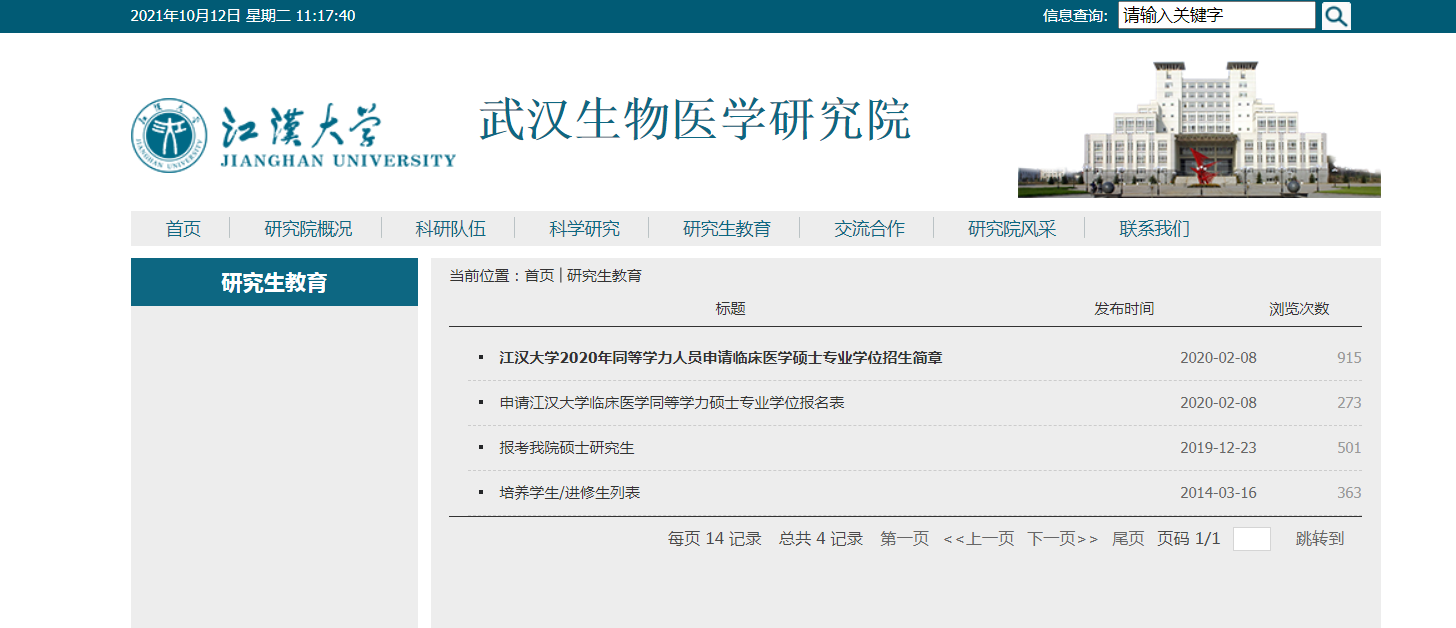 2021年10月12日 星期二 11:17:40 信息查询: 请输入关键字
江漢大学 武汉生物医学研究院
JIANGHAN UNIVERSITY
首页 研究院概况 科研队伍 科学研究 研究生教育 交流合作 研究院风采 联系我们
研究生教育
当前位置：首页 | 研究生教育
标题 发布时间 浏览次数
江汉大学2020年同等学力人员申请临床医学硕士专业学位招生简章 2020-02-08 915
申请江汉大学临床医学同等学力硕士专业学位报名表 2020-02-08 273
报考我院硕士研究生 2019-12-23 501
培养学生/进修生列表 2014-03-16 363
每页 14 记录 总共 4 记录 第一页 <<上一页 下一页>> 尾页 页码 1/1 跳转到